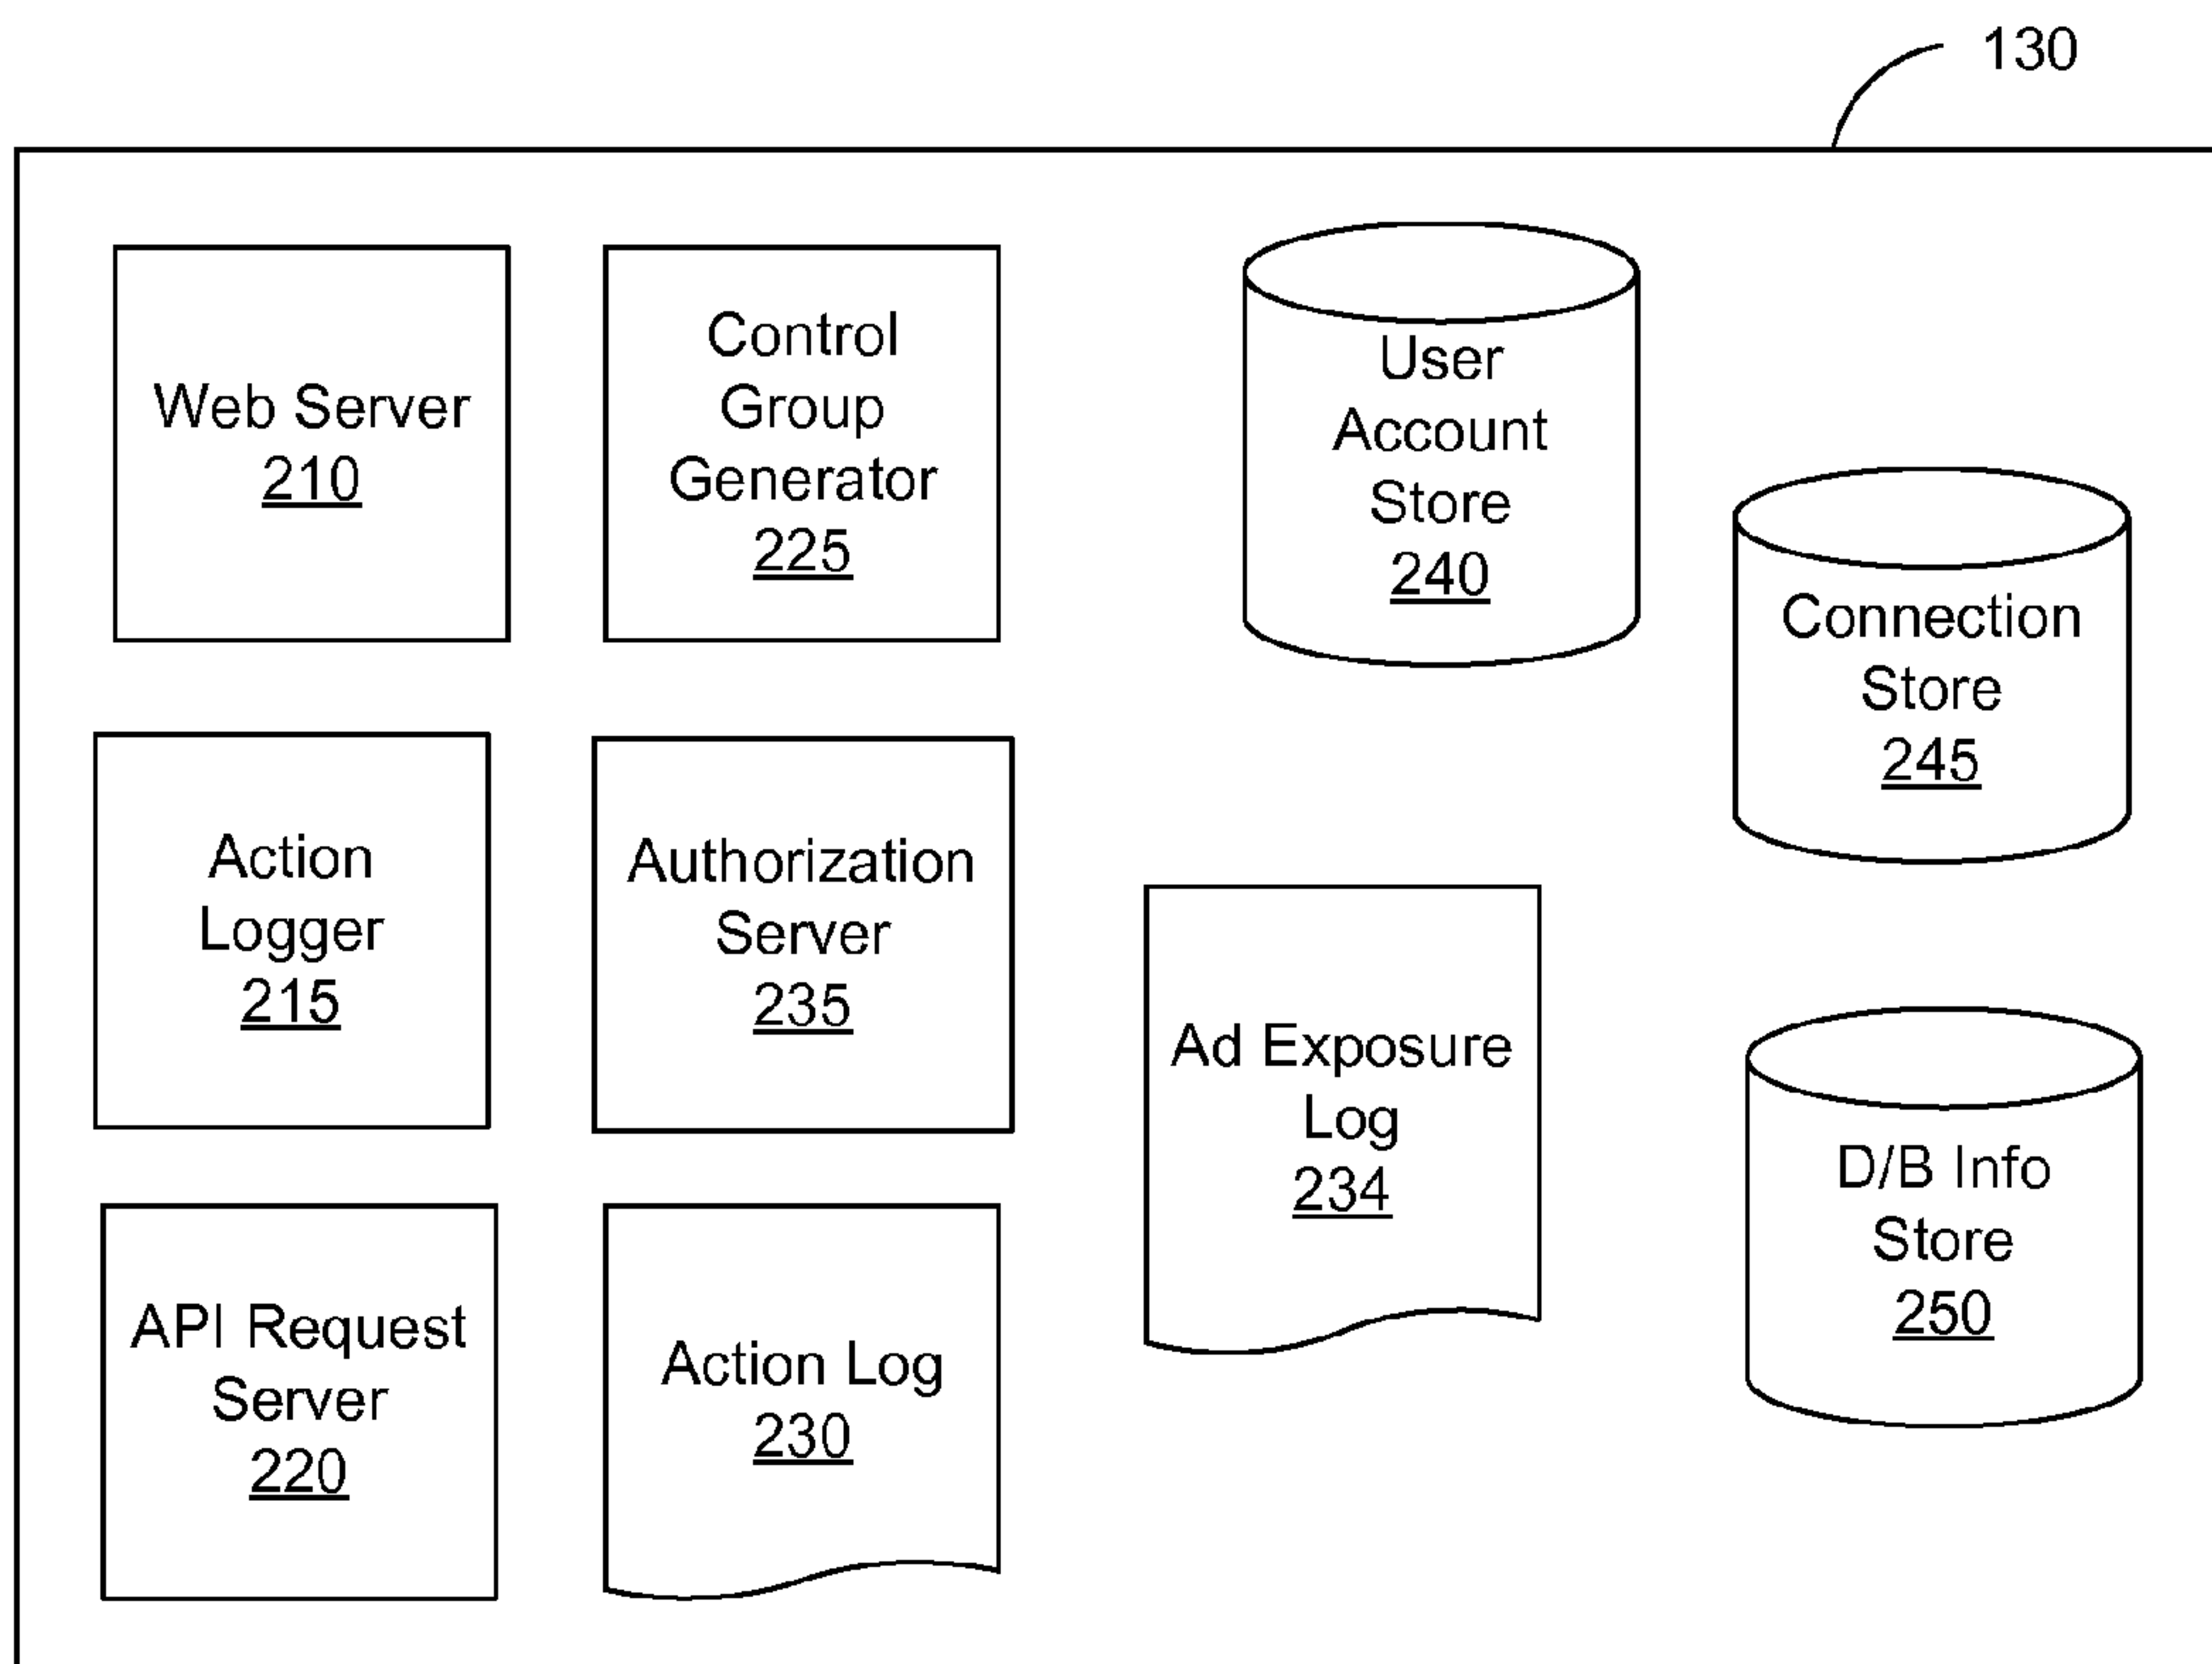 130
Web Server
210
Control
Group
Generator
225
User
Account
Store
240
Connection
Store
245
Action
Logger
215
Authorization
Server
235
Ad Exposure
Log
234
D/B Info
Store
250
API Request
Server
220
Action Log
230